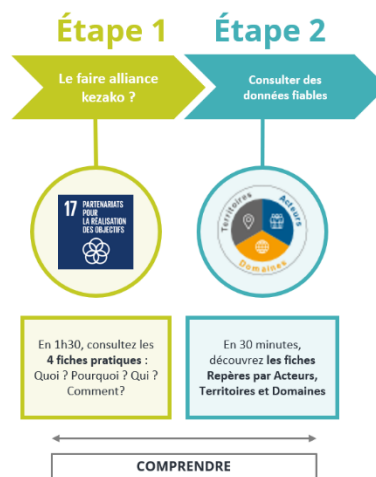 Étape 1
Étape 2
Le faire alliance
kezako ?
Consulter des
données fiables
17 PARTENARIATS
POUR
LA RÉALISATION
DES OBJECTIFS
Territoires
Acteurs
Domaines
En 1h30, consultez les
4 fiches pratiques :
Quoi ? Pourquoi ? Qui ?
Comment?
En 30 minutes,
découvrez les fiches
Repères par Acteurs,
Territoires et Domaines
COMPRENDRE